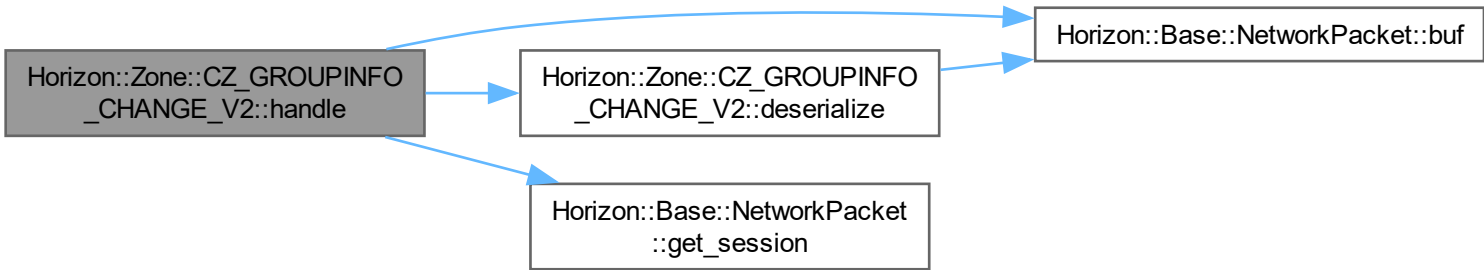 Horizon::Zone::CZ_GROUPINFO
_CHANGE_V2::handle
Horizon::Zone::CZ_GROUPINFO
_CHANGE_V2::deserialize
Horizon::Base::NetworkPacket::buf
Horizon::Base::NetworkPacket
::get_session